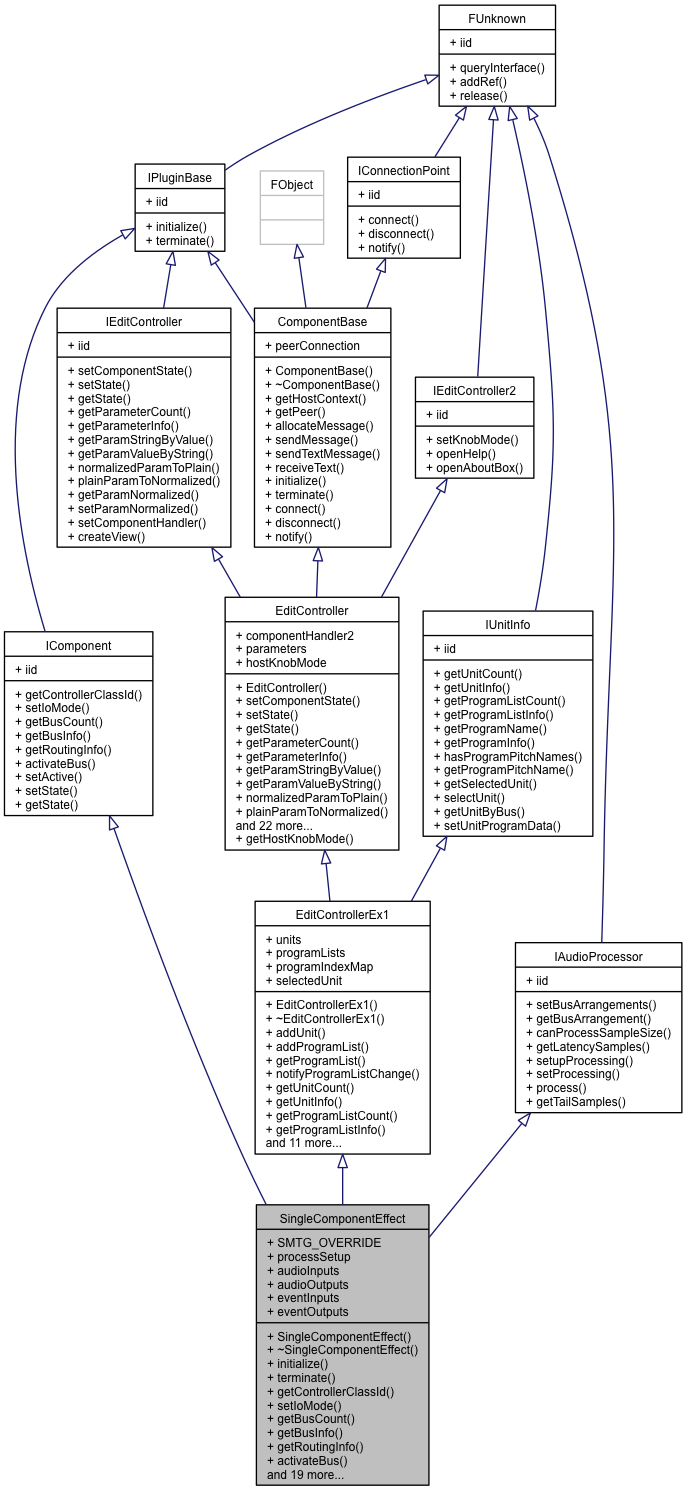 FUnknown
+ iid
+ queryInterface()
+ addRef()
+ release()
IPluginBase
+ iid
+ initialize()
+ terminate()
FObject
IConnectionPoint
+ iid
+ connect()
+ disconnect()
+ notify()
IEditController
+ iid
+ setComponentState()
+ setState()
+ getState()
+ getParameterCount()
+ getParameterInfo()
+ getParamStringByValue()
+ getParamValueByString()
+ normalizedParamToPlain()
+ plainParamToNormalized()
+ getParamNormalized()
+ setParamNormalized()
+ setComponentHandler()
+ createView()
ComponentBase
+ peerConnection
+ ComponentBase()
+ ~ComponentBase()
+ getHostContext()
+ getPeer()
+ allocateMessage()
+ sendMessage()
+ sendTextMessage()
+ receiveText()
+ initialize()
+ terminate()
+ connect()
+ disconnect()
+ notify()
IEditController2
+ iid
+ setKnobMode()
+ openHelp()
+ openAboutBox()
IComponent
+ iid
+ getControllerClassId()
+ setIoMode()
+ getBusCount()
+ getBusInfo()
+ getRoutingInfo()
+ activateBus()
+ setActive()
+ setState()
+ getState()
EditController
+ componentHandler2
+ parameters
+ hostKnobMode
+ EditController()
+ setComponentState()
+ setState()
+ getState()
+ getParameterCount()
+ getParameterInfo()
+ getParamStringByValue()
+ getParamValueByString()
+ normalizedParamToPlain()
+ plainParamToNormalized()
and 22 more...
+ getHostKnobMode()
IUnitInfo
+ iid
+ getUnitCount()
+ getUnitInfo()
+ getProgramListCount()
+ getProgramListInfo()
+ getProgramName()
+ getProgramInfo()
+ hasProgramPitchNames()
+ getProgramPitchName()
+ getSelectedUnit()
+ selectUnit()
+ getUnitByBus()
+ setUnitProgramData()
EditControllerEx1
+ units
+ programLists
+ programIndexMap
+ selectedUnit
+ EditControllerEx1()
+ ~EditControllerEx1()
+ addUnit()
+ addProgramList()
+ getProgramList()
+ notifyProgramListChange()
+ getUnitCount()
+ getUnitInfo()
+ getProgramListCount()
+ getProgramListInfo()
and 11 more...
IAudioProcessor
+ iid
+ setBusArrangements()
+ getBusArrangement()
+ canProcessSampleSize()
+ getLatencySamples()
+ setupProcessing()
+ setProcessing()
+ process()
+ getTailSamples()
SingleComponentEffect
+ SMTG_OVERRIDE
+ processSetup
+ audioInputs
+ audioOutputs
+ eventInputs
+ eventOutputs
+ SingleComponentEffect()
+ ~SingleComponentEffect()
+ initialize()
+ terminate()
+ getControllerClassId()
+ setIoMode()
+ getBusCount()
+ getBusInfo()
+ getRoutingInfo()
+ activateBus()
and 19 more...